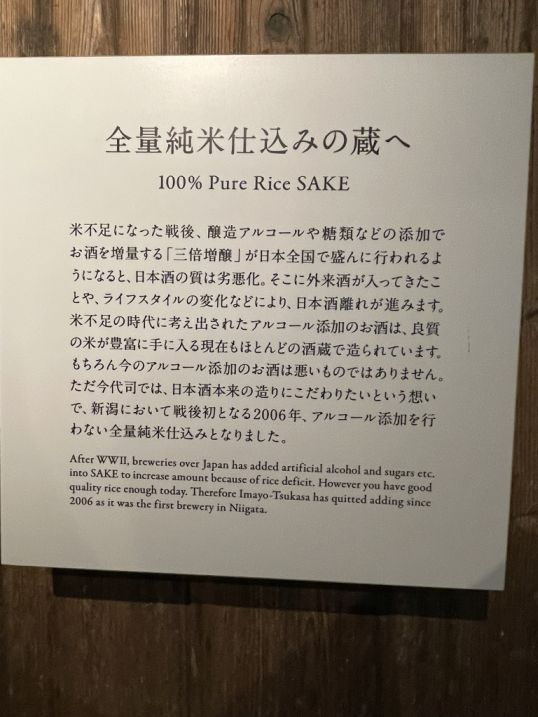 全量純米仕込みの蔵へ
100% Pure Rice SAKE
米不足になった戦後、醸造アルコールや糖類などの添加で
お酒を増量する「三倍増醸」が日本全国で盛んに行われるよ
うになると、日本酒の質は劣悪化。そこに外来酒が入ってきたこ
とや、ライフスタイルの変化などにより、日本酒離れが進みます。
米不足の時代に考え出されたアルコール添加のお酒は、良質
の米が豊富に手に入る現在もほとんどの酒蔵で造られています。
もちろん今のアルコール添加のお酒は悪いものではありません。
ただ今代司では、日本酒本来の造りにこだわりたいという想い
で、新潟において戦後初となる2006年、アルコール添加を行
わない全量純米仕込みとなりました。
After WWII, breweries over Japan has added artificial alcohol and sugars etc.
into SAKE to increase amount because of rice deficit. However you have good
quality rice enough today. Therefore Imayo-Tsukasa has quitted adding since
2006 as it was the first brewery in Niigata.